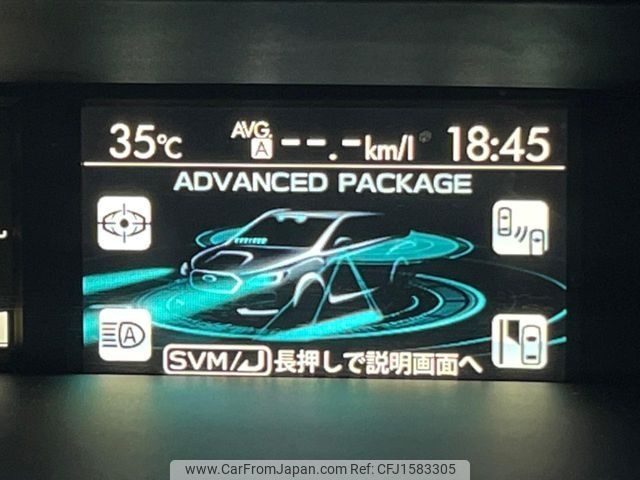 35℃ AVG. A --.-km/l 18:45
ADVANCED PACKAGE
A
SVM/ 長押しで説明画面へ
www.CarFromJapan.com - CFJ1583305